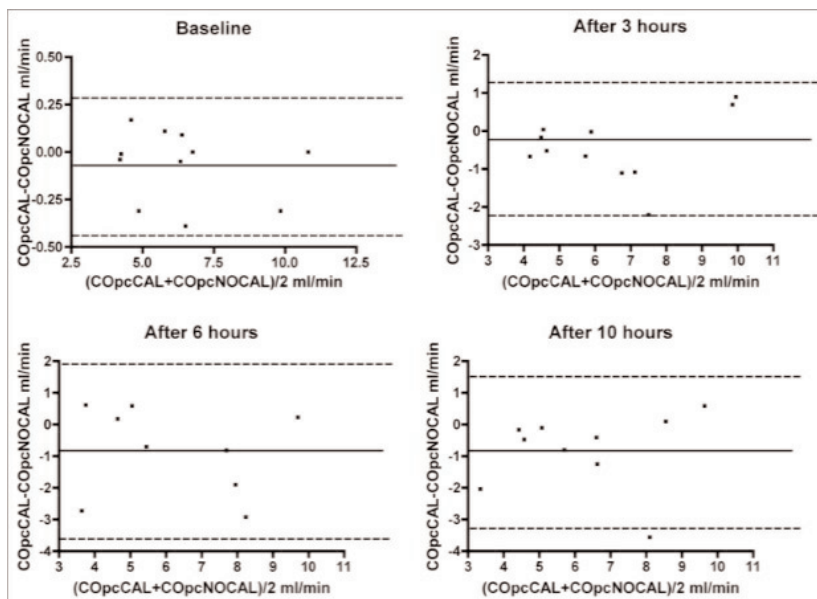 Baseline
COpcCAL-COpcNOCAL ml/min
0.50
0.25
0.00
-0.25
-0.50
2.5 5.0 7.5 10.0 12.5
(COpcCAL+COpcNOCAL)/2 ml/min
After 3 hours
COpcCAL-COpcNOCAL ml/min
2
1
0
-1
-2
-3
3 4 5 6 7 8 9 10 11
(COpcCAL+COpcNOCAL)/2 ml/min
After 6 hours
COpcCAL-COpcNOCAL ml/min
2
1
0
-1
-2
-3
-4
3 4 5 6 7 8 9 10 11
(COpcCAL+COpcNOCAL)/2 ml/min
After 10 hours
COpcCAL-COpcNOCAL ml/min
2
1
0
-1
-2
-3
-4
3 4 5 6 7 8 9 10 11
(COpcCAL+COpcNOCAL)/2 ml/min